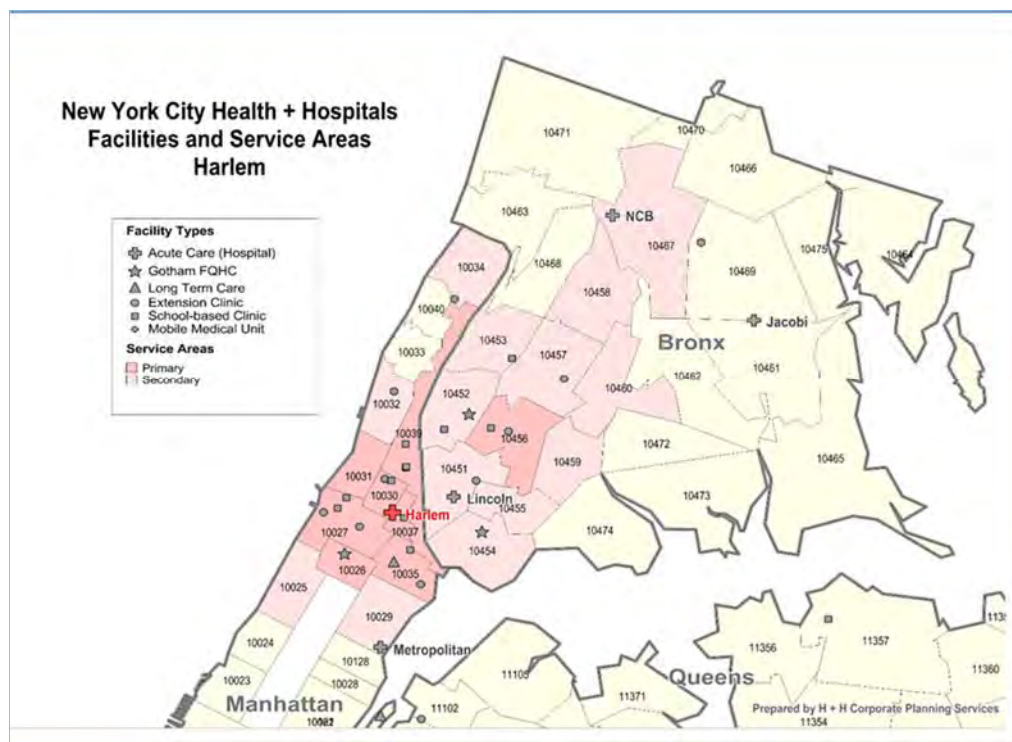 New York City Health + Hospitals
Facilities and Service Areas
Harlem
Facility Types
Acute Care (Hospital)
Gotham FQHC
Long Term Care
Extension Clinic
School-based Clinic
Mobile Medical Unit
Service Areas
Primary
Secondary
10471
10470
10466
10463
NCB
10467
10475
10464
10034
10468
10469
10458
10040
Jacobi
10033
10453
10457
Bronx
10461
10462
10460
10032
10452
10039
10456
10472
10459
10465
10031
10451
10030
Lincoln
10473
Harlem
10455
10474
10027
10037
10454
10026
10035
10025
10029
10024
Metropolitan
11356
11357
10128
11360
10023
10028
11105
Queens
11371
Manhattan
11102
Prepared by H + H Corporate Planning Services
11354